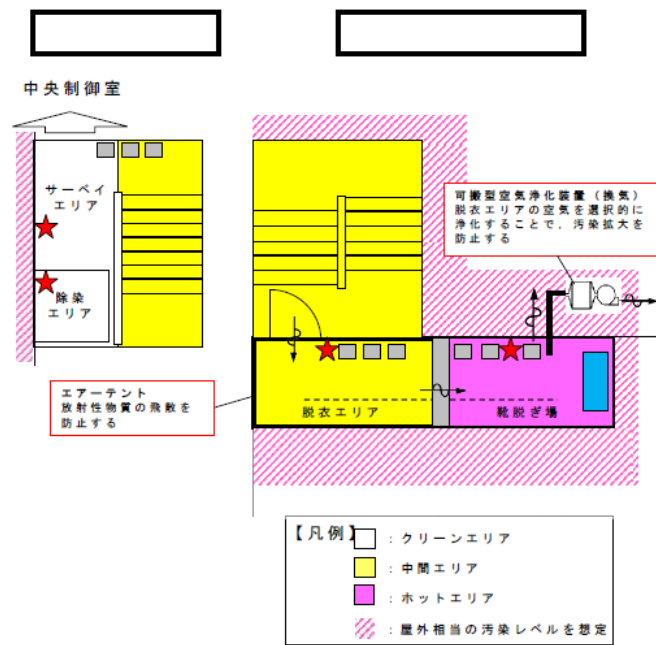 中央制御室
サーベイ
エリア
除染
エリア
可搬型空気浄化装置（換気）
脱衣エリアの空気を選択的に
浄化することで，汚染拡大を
防止する
エアーテント
放射性物質の飛散を
防止する
脱衣エリア
靴脱ぎ場
【凡例】
：クリーンエリア
：中間エリア
：ホットエリア
：屋外相当の汚染レベルを想定